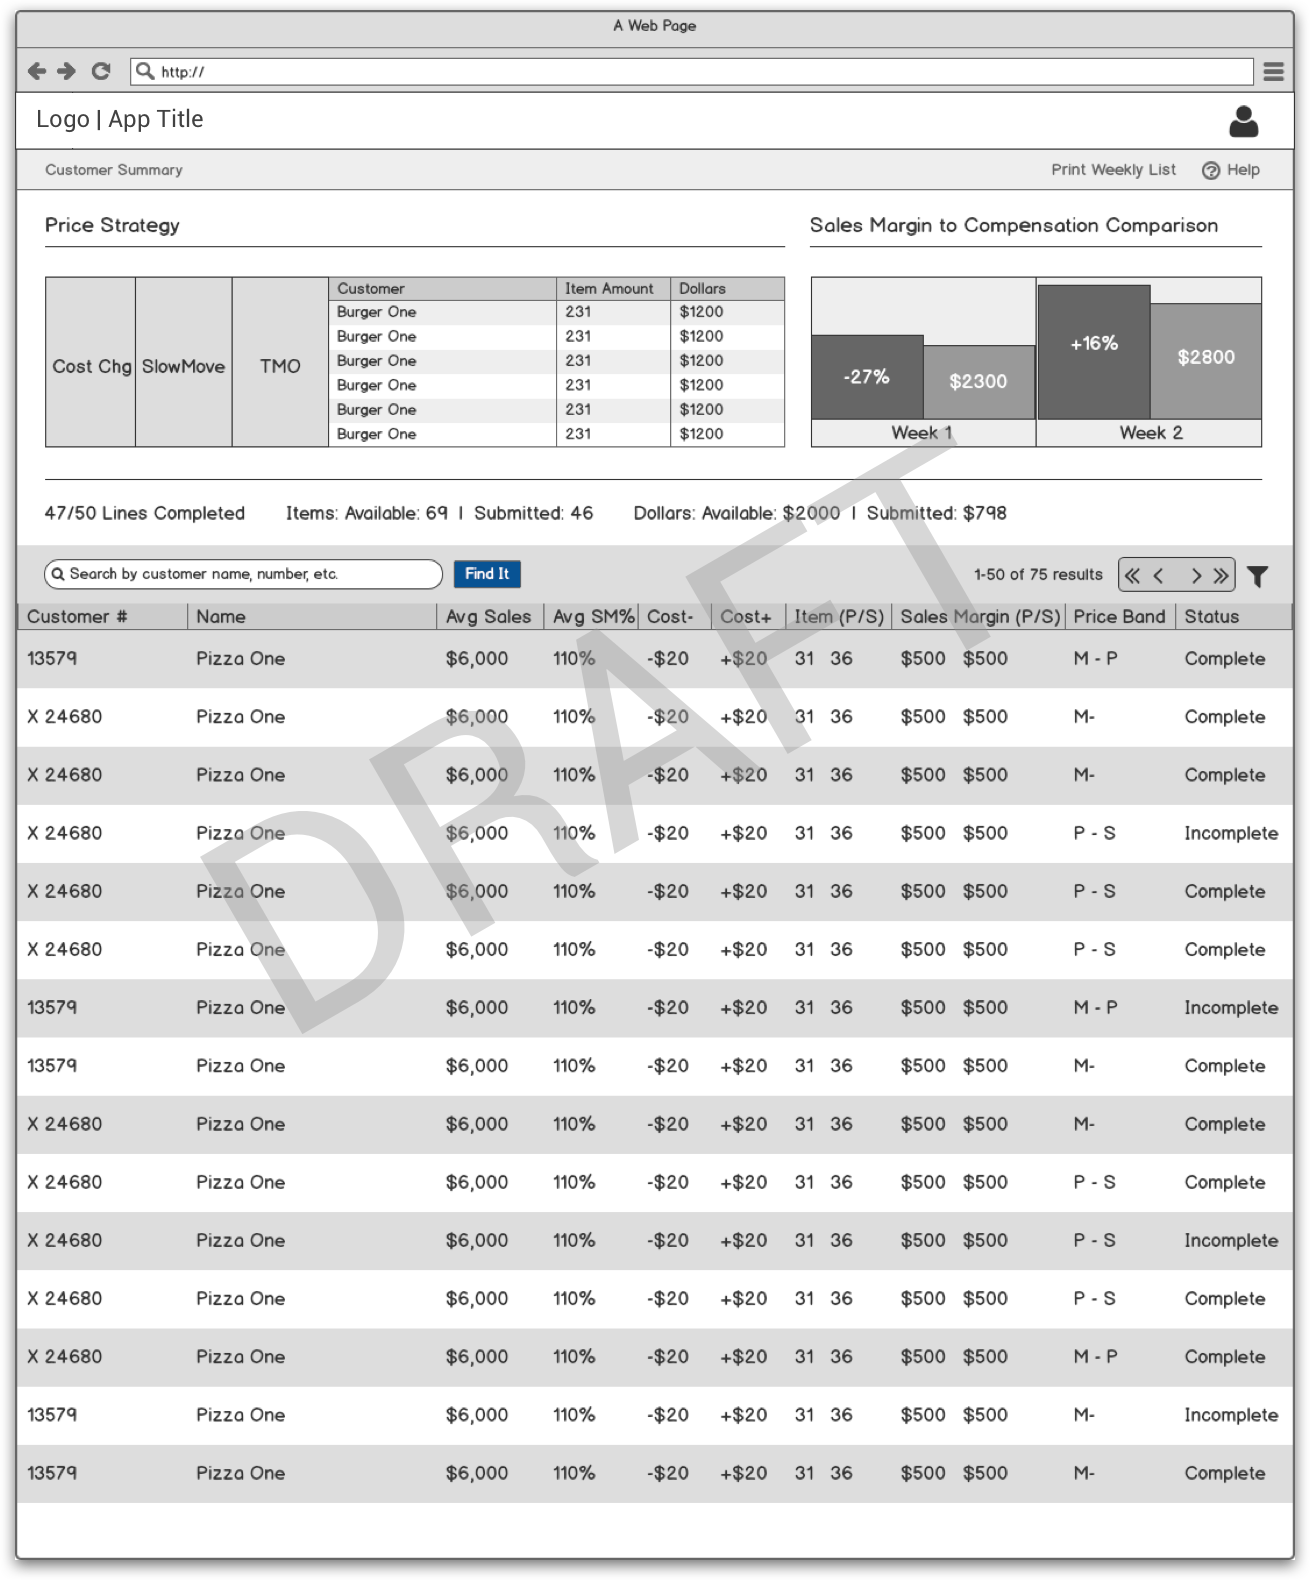 A Web Page
http://
Logo | App Title
Customer Summary Print Weekly List ? Help
Price Strategy
Sales Margin to Compensation Comparison
Cost Chg SlowMove TMO
Customer Item Amount Dollars
Burger One 231 $1200
Burger One 231 $1200
Burger One 231 $1200
Burger One 231 $1200
Burger One 231 $1200
Burger One 231 $1200
-27% $2300 +16% $2800
Week 1 Week 2
47/50 Lines Completed Items: Available: 69 | Submitted: 46 Dollars: Available: $2000 | Submitted: $798
Search by customer name, number, etc. Find It 1-50 of 75 results
Customer # Name Avg Sales Avg SM% Cost- Cost+ Item (P/S) Sales Margin (P/S) Price Band Status
13579 Pizza One $6,000 110% -$20 +$20 31 36 $500 $500 M - P Complete
X 24680 Pizza One $6,000 110% -$20 +$20 31 36 $500 $500 M- Complete
X 24680 Pizza One $6,000 110% -$20 +$20 31 36 $500 $500 M- Complete
X 24680 Pizza One $6,000 110% -$20 +$20 31 36 $500 $500 P - S Incomplete
X 24680 Pizza One $6,000 110% -$20 +$20 31 36 $500 $500 P - S Complete
X 24680 Pizza One $6,000 110% -$20 +$20 31 36 $500 $500 P - S Complete
13579 Pizza One $6,000 110% -$20 +$20 31 36 $500 $500 M - P Incomplete
13579 Pizza One $6,000 110% -$20 +$20 31 36 $500 $500 M- Complete
X 24680 Pizza One $6,000 110% -$20 +$20 31 36 $500 $500 M- Complete
X 24680 Pizza One $6,000 110% -$20 +$20 31 36 $500 $500 P - S Complete
X 24680 Pizza One $6,000 110% -$20 +$20 31 36 $500 $500 P - S Incomplete
X 24680 Pizza One $6,000 110% -$20 +$20 31 36 $500 $500 P - S Complete
X 24680 Pizza One $6,000 110% -$20 +$20 31 36 $500 $500 M - P Complete
13579 Pizza One $6,000 110% -$20 +$20 31 36 $500 $500 M- Incomplete
13579 Pizza One $6,000 110% -$20 +$20 31 36 $500 $500 M- Complete
DRAFT